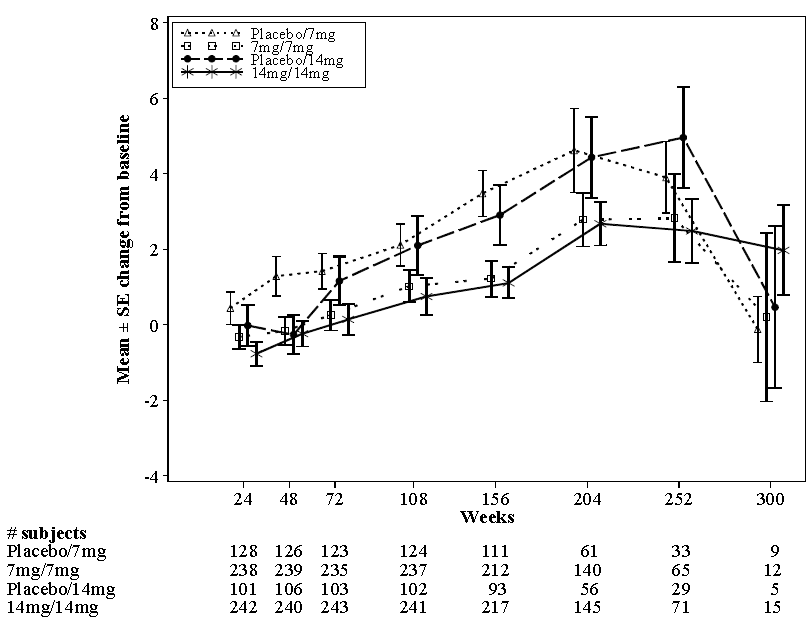 8
6
4
2
0
-2
-4
Mean ± SE change from baseline
Placebo/7mg
7mg/7mg
Placebo/14mg
14mg/14mg
24 48 72 108 156 204 252 300
Weeks
# subjects
Placebo/7mg 128 126 123 124 111 61 33 9
7mg/7mg 238 239 235 237 212 140 65 12
Placebo/14mg 101 106 103 102 93 56 29 5
14mg/14mg 242 240 243 241 217 145 71 15